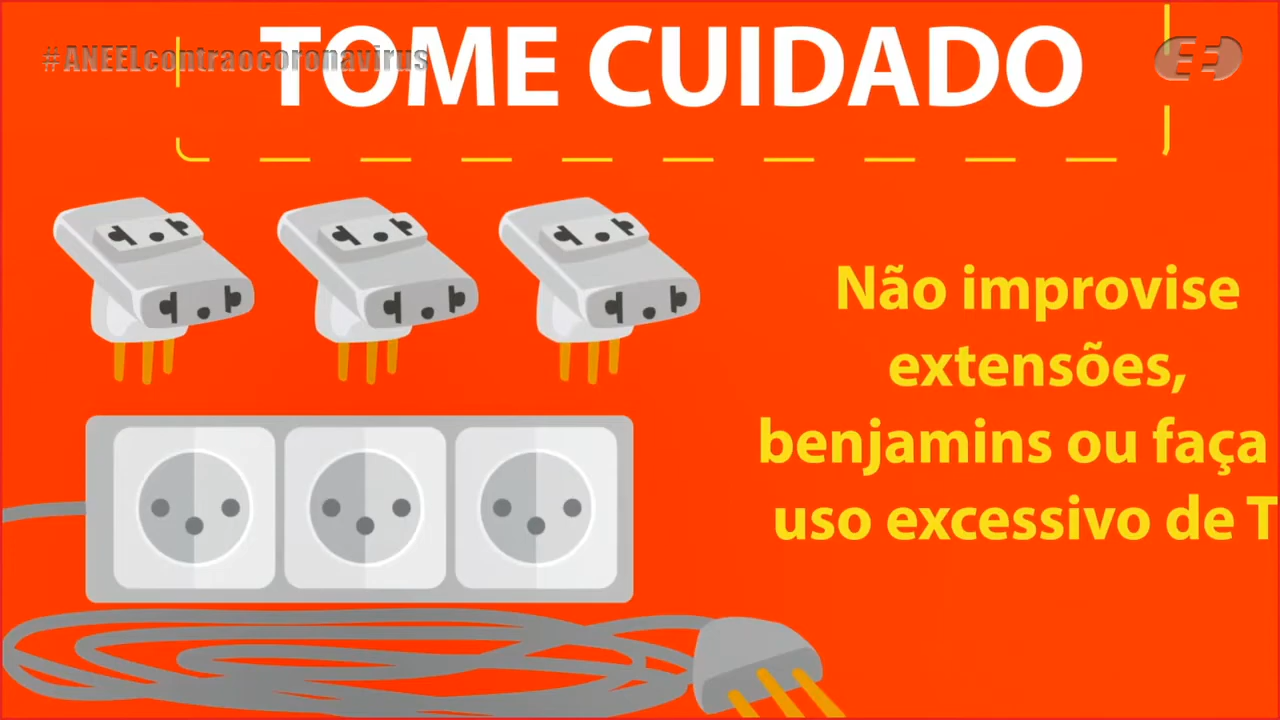 TOME CUIDADO
#ANEELcontraocoronavirus
Não improvise
extensões,
benjamins ou faça
uso excessivo de T